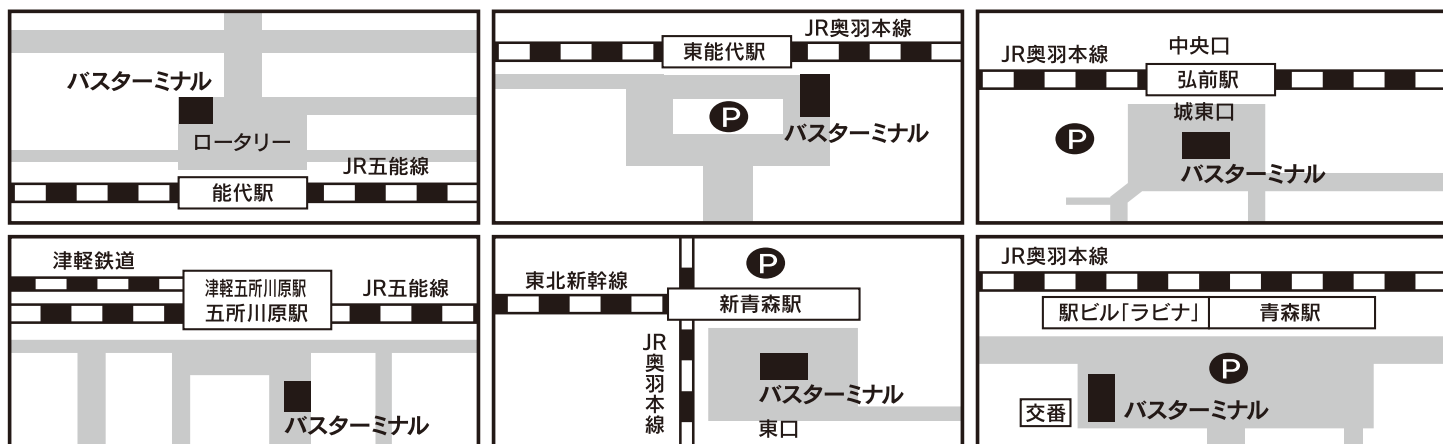 バスターミナル
ロータリー
JR五能線
能代駅
JR奥羽本線
東能代駅
P
バスターミナル
中央口
JR奥羽本線
弘前駅
城東口
P
バスターミナル
津軽鉄道
津軽五所川原駅
五所川原駅
JR五能線
バスターミナル
P
東北新幹線
新青森駅
JR奥羽本線
バスターミナル
東口
JR奥羽本線
駅ビル「ラビナ」
青森駅
P
交番
バスターミナル